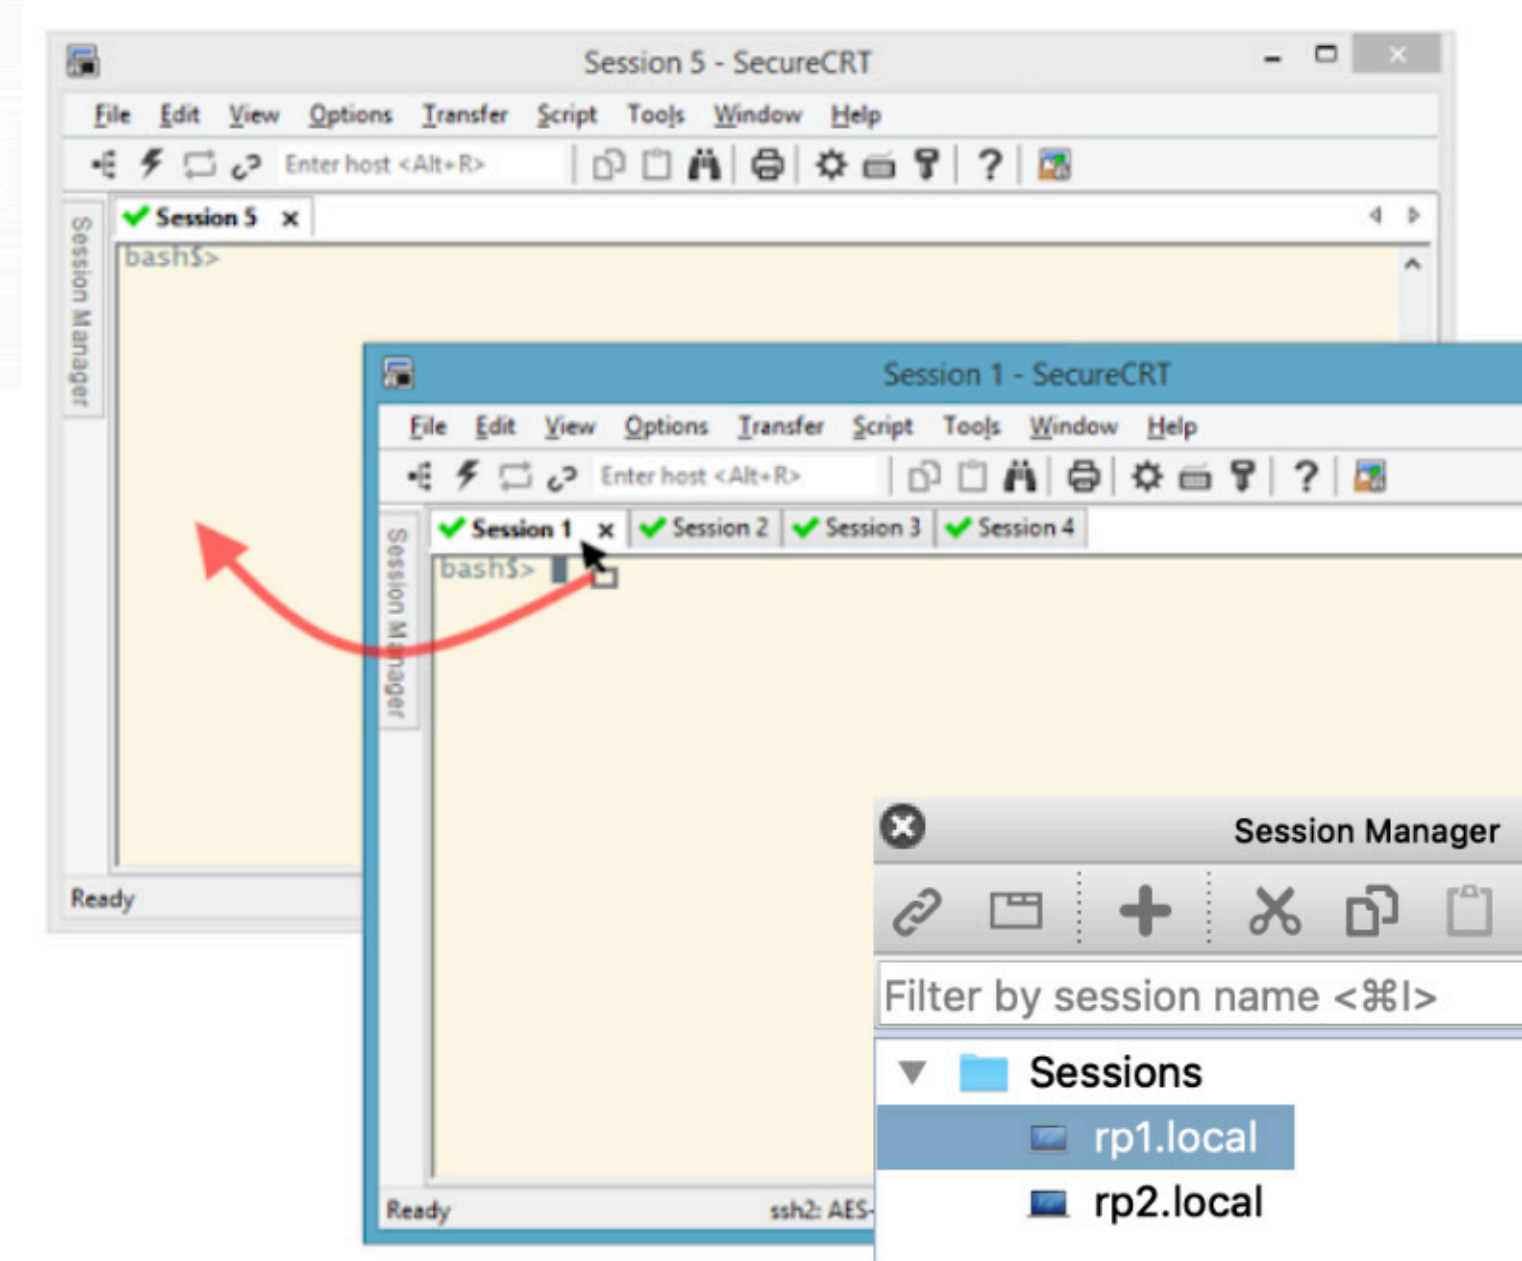 Session 5 - SecureCRT
File Edit View Options Transfer Script Tools Window Help
Enter host <Alt+R>
Session 5
bash$>
Session Manager
Ready
Session 1 - SecureCRT
File Edit View Options Transfer Script Tools Window Help
Enter host <Alt+R>
Session 1 Session 2 Session 3 Session 4
bash$>
Session Manager
Ready ssh2: AES-
Session Manager
Filter by session name <⌘I>
Sessions
rp1.local
rp2.local